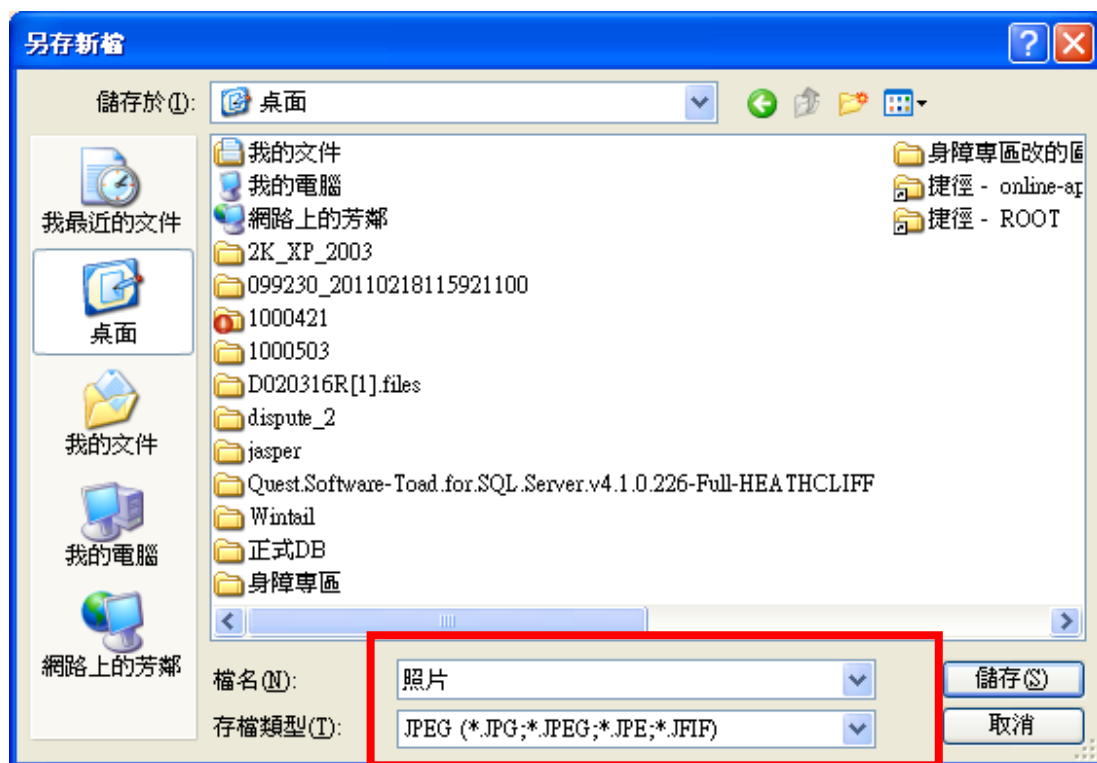 另存新檔
儲存於(I):
桌面
我最近的文件
桌面
我的文件
我的電腦
網路上的芳鄰
我的文件
我的電腦
網路上的芳鄰
2K_XP_2003
099230_20110218115921100
1000421
1000503
D020316R[1].files
dispute_2
jasper
Quest.Software-Toad.for.SQL.Server.v4.1.0.226-Full-HEATHCLIFF
Wintail
正式DB
身障專區
身障專區改的
捷徑 - online-ap
捷徑 - ROOT
檔名(N):
照片
儲存(S)
存檔類型(T):
JPEG (*.JPG;*.JPEG;*.JPE;*.JFIF)
取消